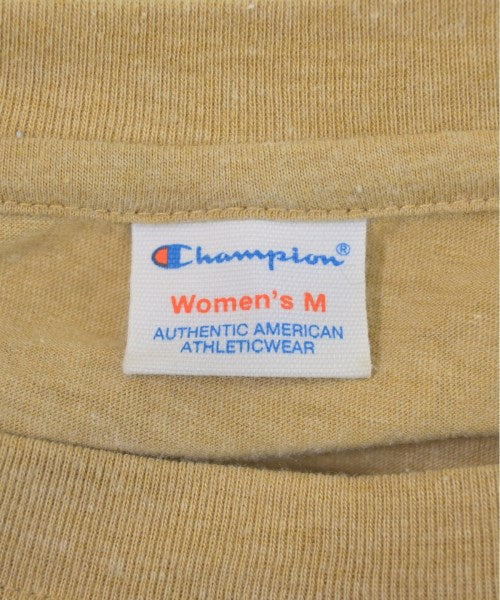 Champion®
Women's M
AUTHENTIC AMERICAN
ATHLETICWEAR